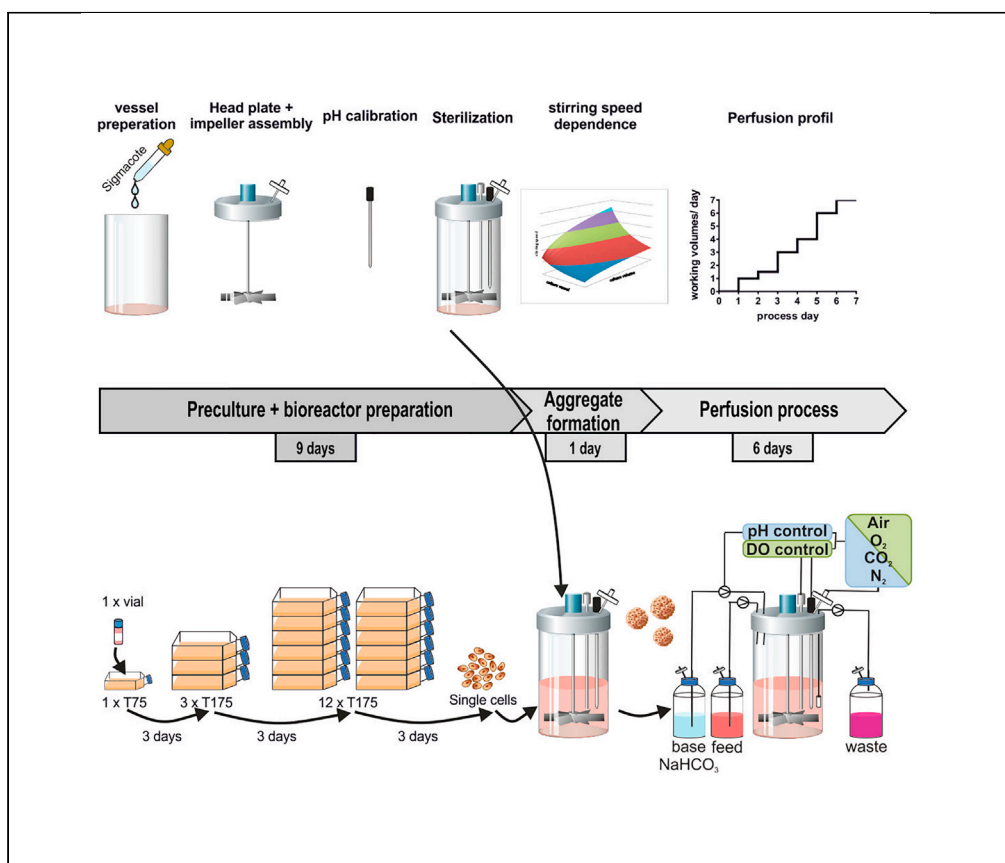 vessel
preperation
Head plate +
impeller assembly
pH calibration
Sterilization
stirring speed
dependence
Perfusion profil
Sigmacote
working volumes/ day
7
6
5
4
3
2
1
0
0 1 2 3 4 5 6 7
process day
Preculture + bioreactor preparation
Aggregate
formation
Perfusion process
9 days
1 day
6 days
1 x vial
1 x T75
3 x T175
12 x T175
Single cells
3 days
3 days
3 days
pH control
DO control
Air
O₂
CO₂
N₂
base
NaHCO₃
feed
waste